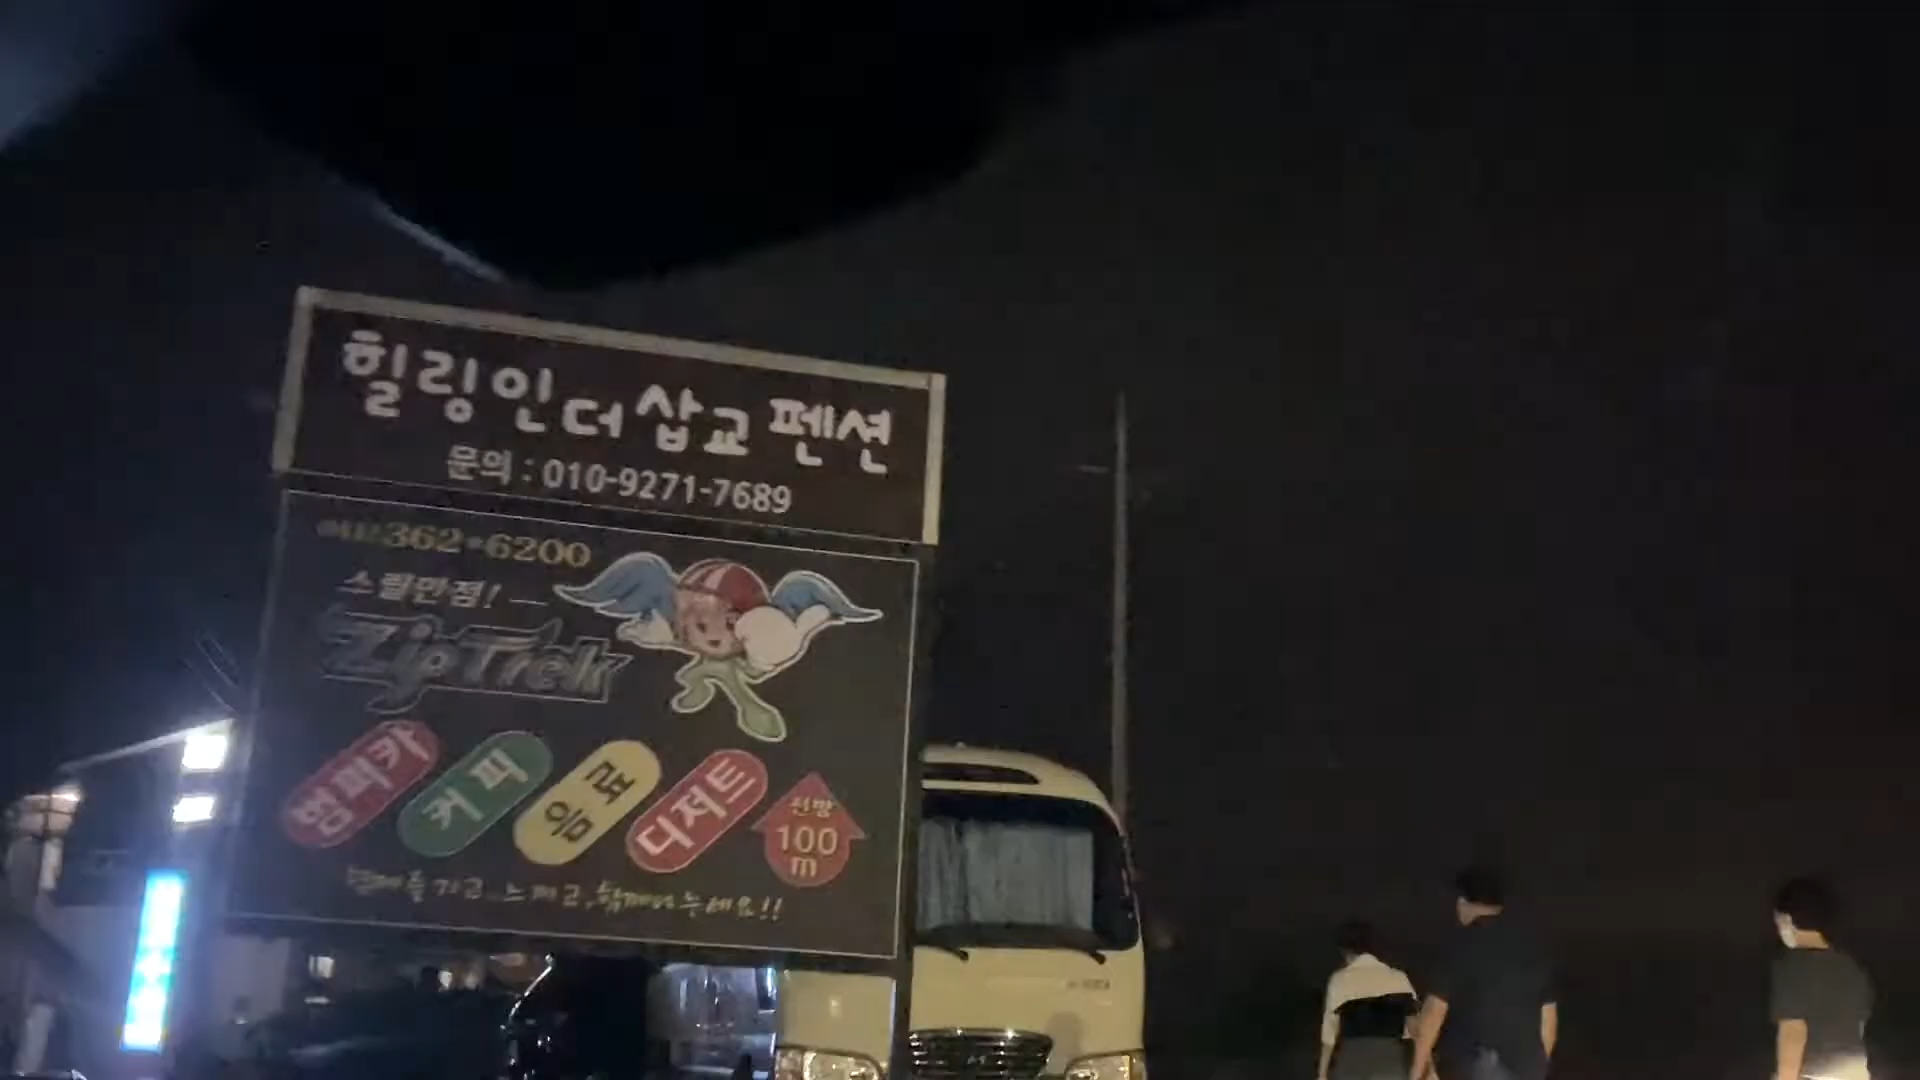 힐링인더삽교 펜션
문의 : 010-9271-7689
362*6200
스릴만점!
ZipTrek
범퍼카
커피
음료
디저트
전방
100
m